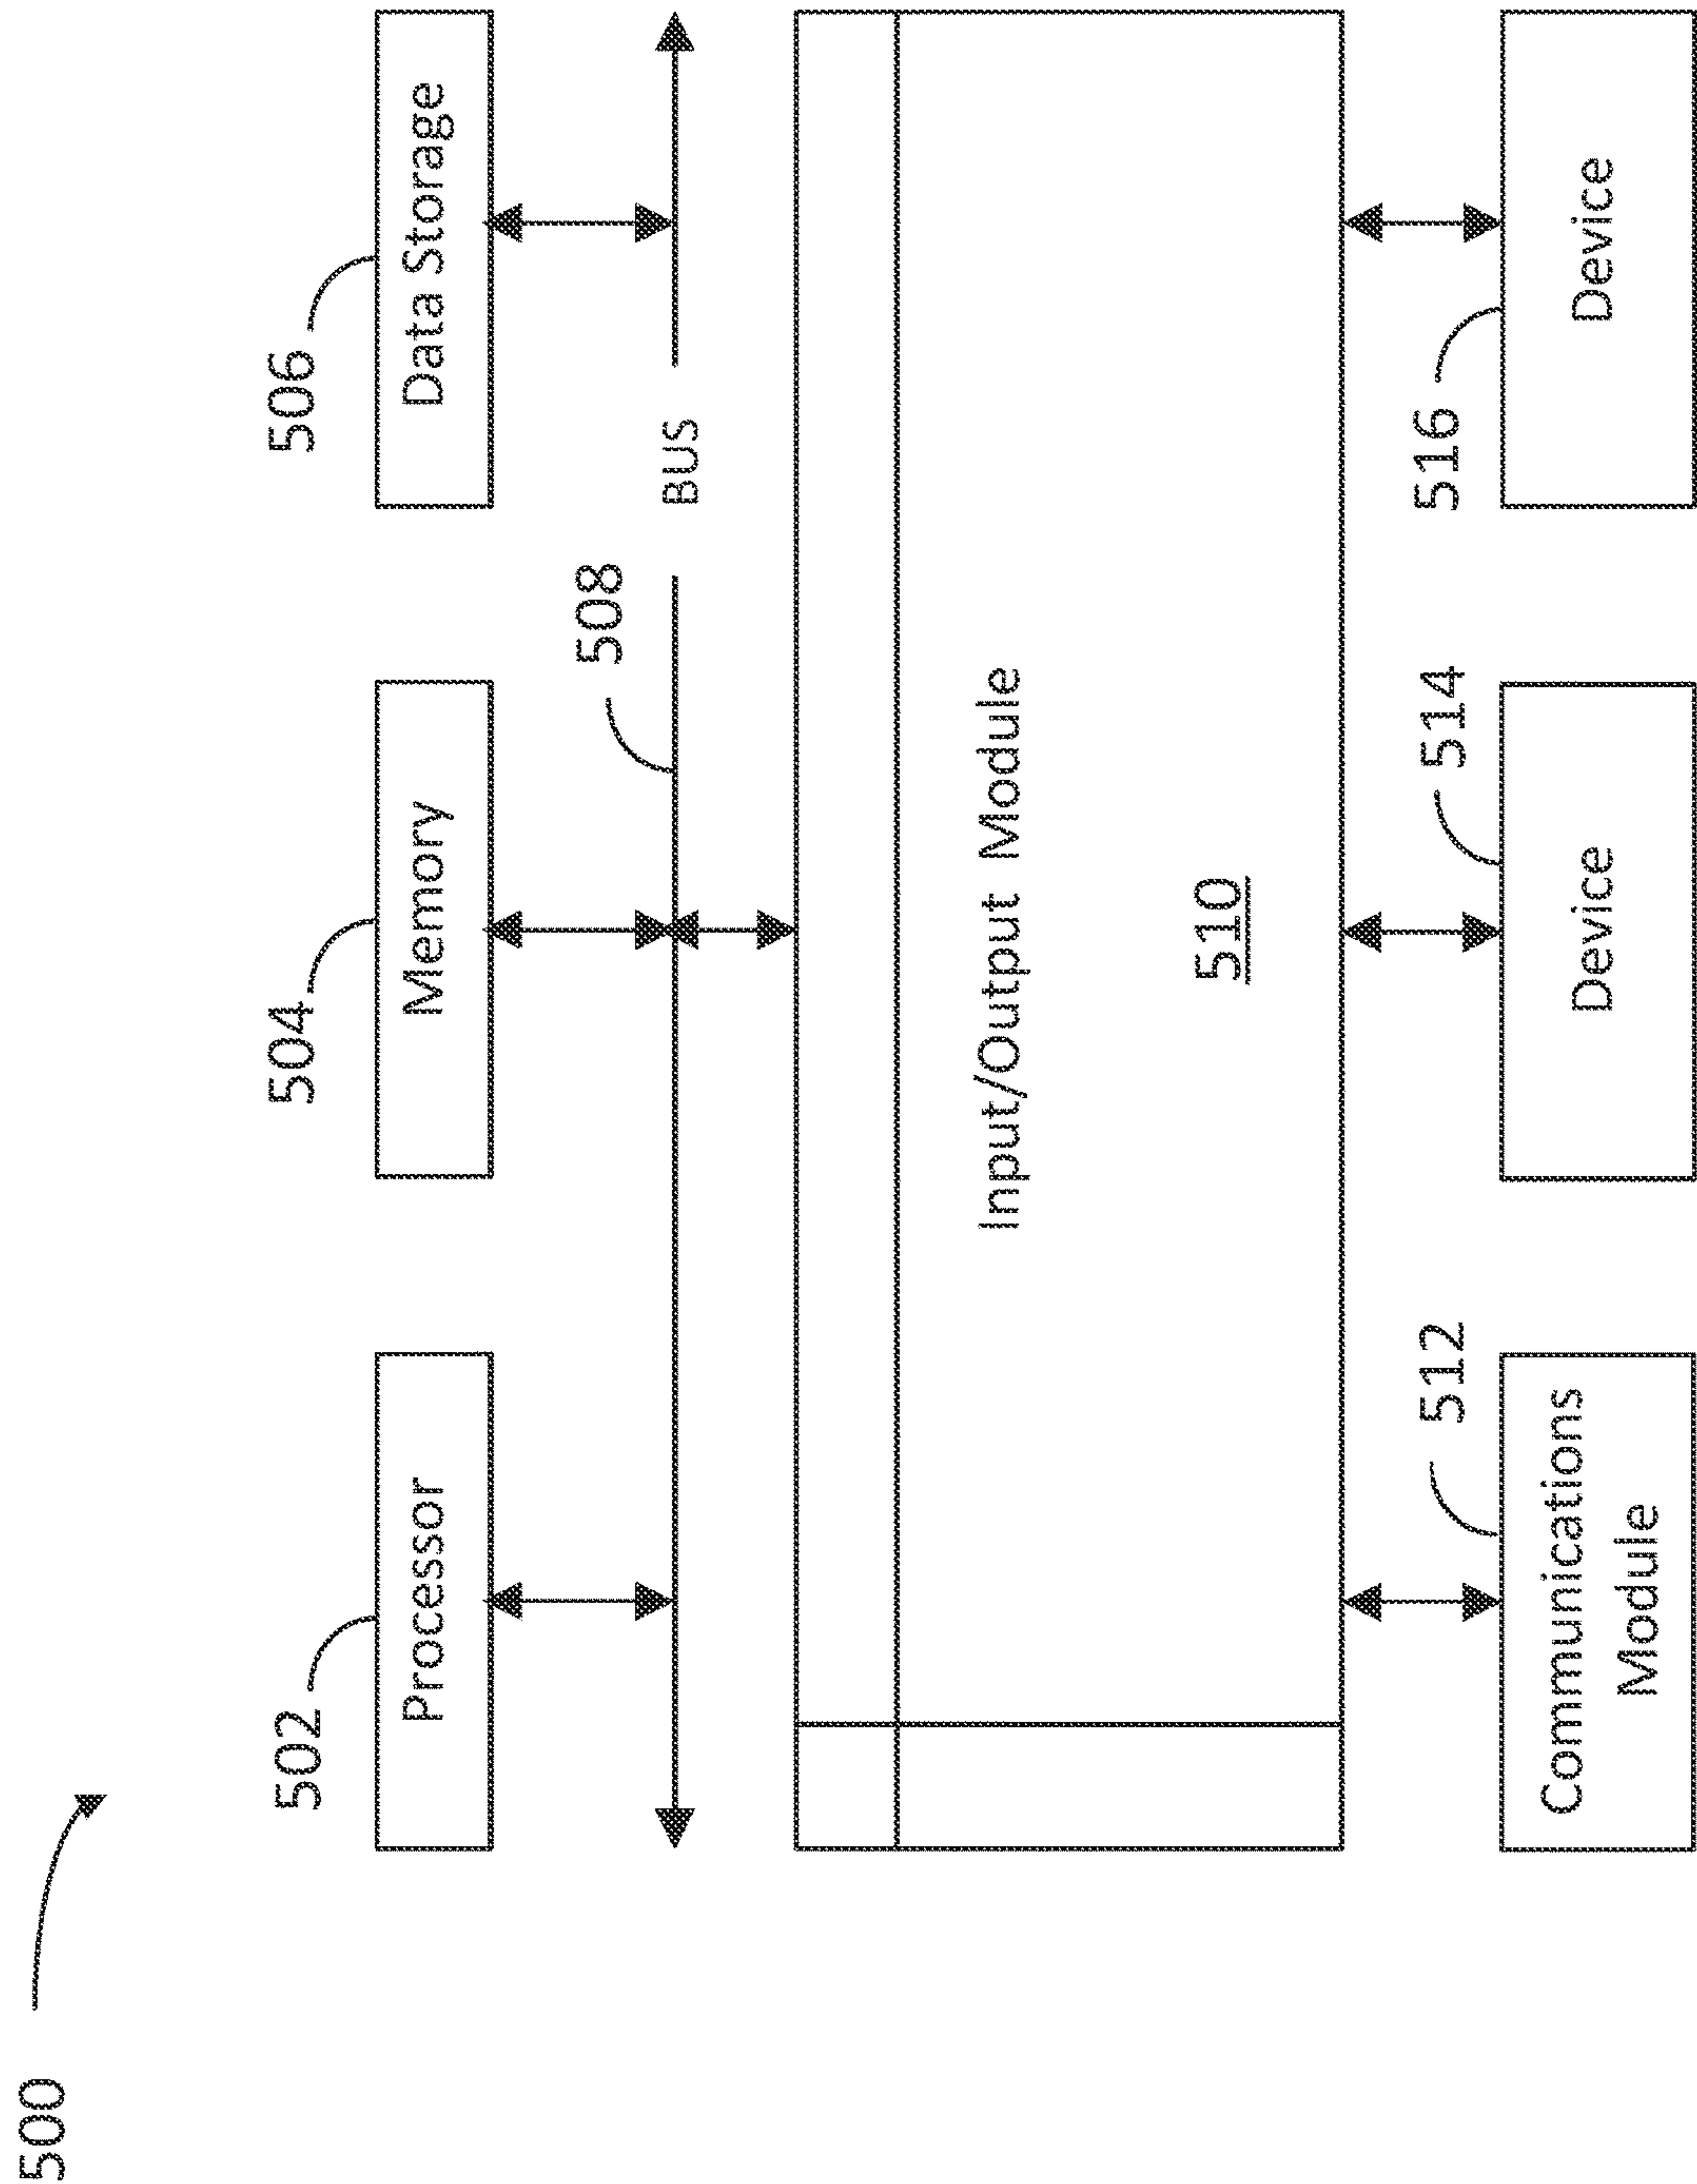 500
502
504
506
Processor
Memory
Data Storage
508
BUS
Input/Output Module
510
512
514
516
Communications
Module
Device
Device